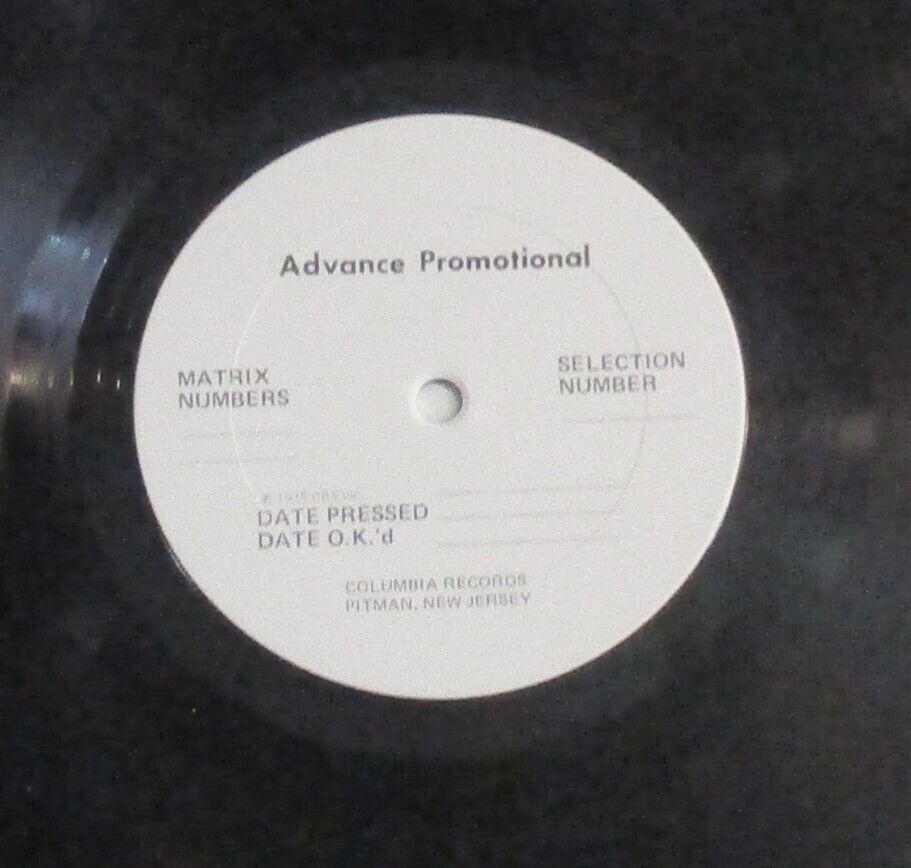 Advance Promotional
MATRIX
NUMBERS
SELECTION
NUMBER
DATE PRESSED
DATE O.K.'d
COLUMBIA RECORDS
PITMAN, NEW JERSEY